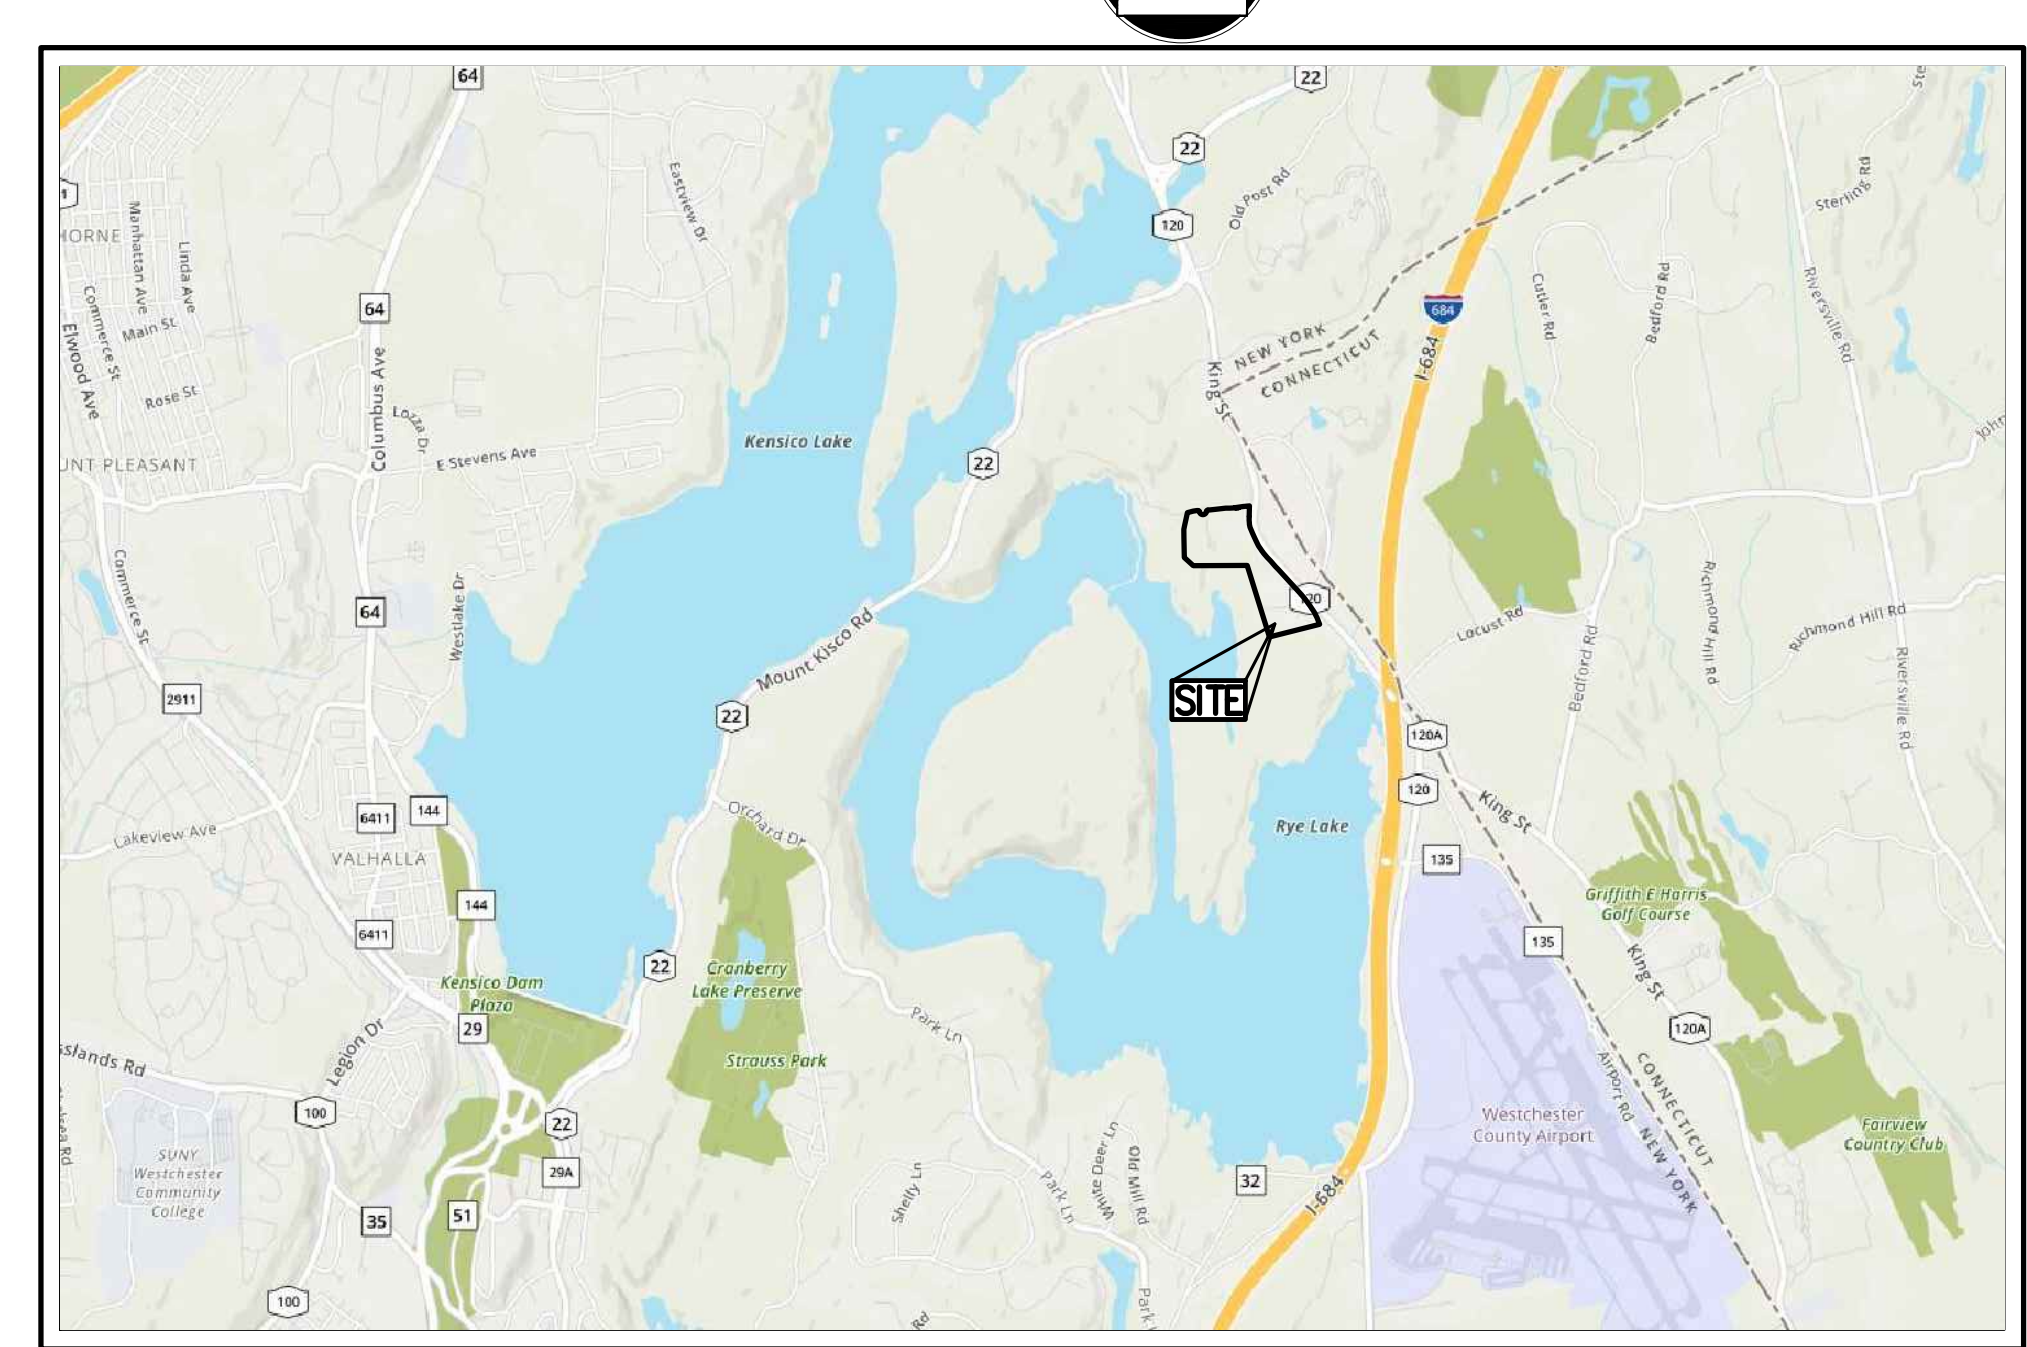 64
22
22
Eastview Dr
Old Post Rd
Sterling Rd
120
Manhattan Ave
Linda Ave
Commerce St
Main St
Elwood Ave
Rose St
64
Columbus Ave
684
I-684
Cutler Rd
Bedford Rd
Riversville Rd
NEW YORK
CONNECTICUT
King St
E Stevens Ave
Kensico Lake
22
Commerce St
Westlake Dr
64
120
Locust Rd
Richmond Hill Rd
Richmond Hill Rd
Bedford Rd
Riversville Rd
Mount Kisco Rd
2911
22
SITE
120A
120
King St
Orchard Dr
6411
144
Lakeview Ave
VALHALLA
Rye Lake
135
144
Griffith E Harris
Golf Course
6411
22
Cranberry
Lake Preserve
135
King St
Kensico Dam
Plaza
29
Legion Dr
Park Ln
120A
Strauss Park
Airport Rd
CONNECTICUT
NEW YORK
100
22
Westchester
County Airport
Fairview
Country Club
SUNY
Westchester
Community
College
29A
32
I-684
Shelly Ln
Park Ln
White Deer Ln
Old Mill Rd
35
51
100
Rd